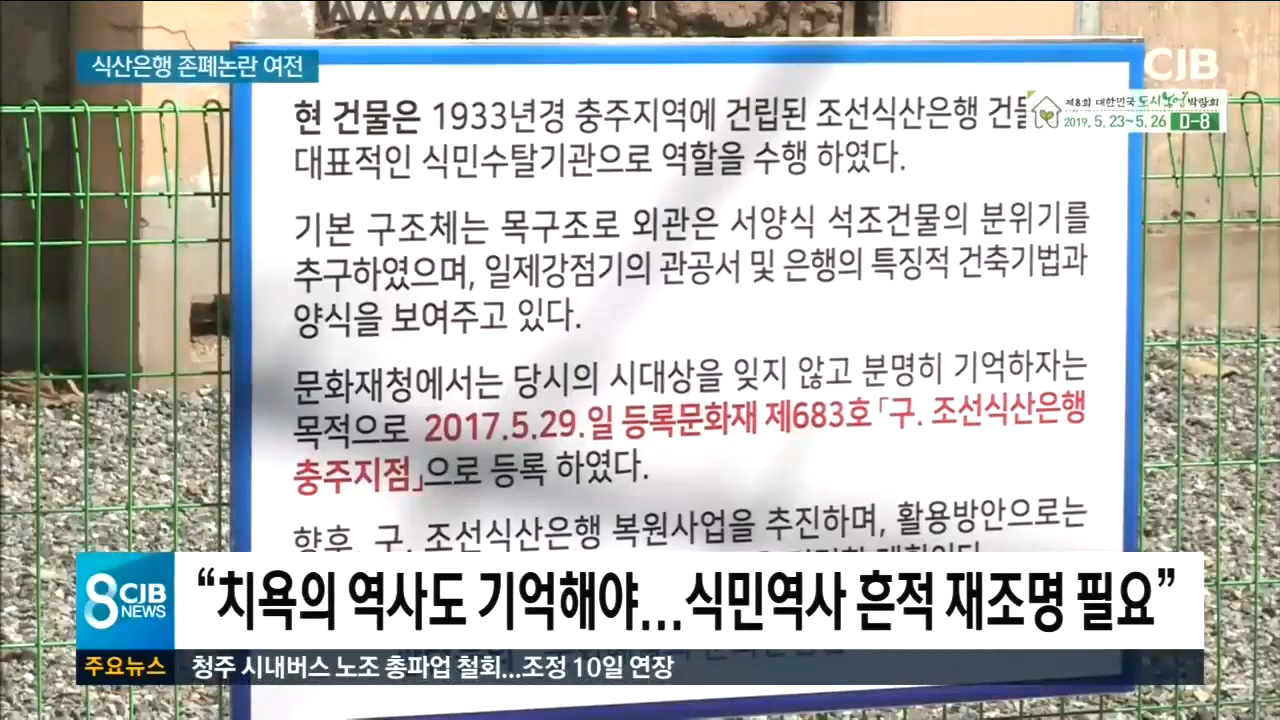 식산은행 존폐논란 여전
CJB
제8회 대한민국 도시농업박람회
2019. 5. 23~5. 26 D-8
현 건물은 1933년경 충주지역에 건립된 조선식산은행
대표적인 식민수탈기관으로 역할을 수행 하였다.
기본 구조체는 목구조로 외관은 서양식 석조건물의 분위기를
추구하였으며, 일제강점기의 관공서 및 은행의 특징적 건축기법과
양식을 보여주고 있다.
문화재청에서는 당시의 시대상을 잊지 않고 분명히 기억하자는
목적으로 2017.5.29.일 등록문화재 제683호 「구. 조선식산은행
충주지점」으로 등록 하였다.
향후 구. 조선식산은행 복원사업을 추진하며, 활용방안으로는
8 CJB NEWS
“치욕의 역사도 기억해야...식민역사 흔적 재조명 필요”
주요뉴스 청주 시내버스 노조 총파업 철회...조정 10일 연장